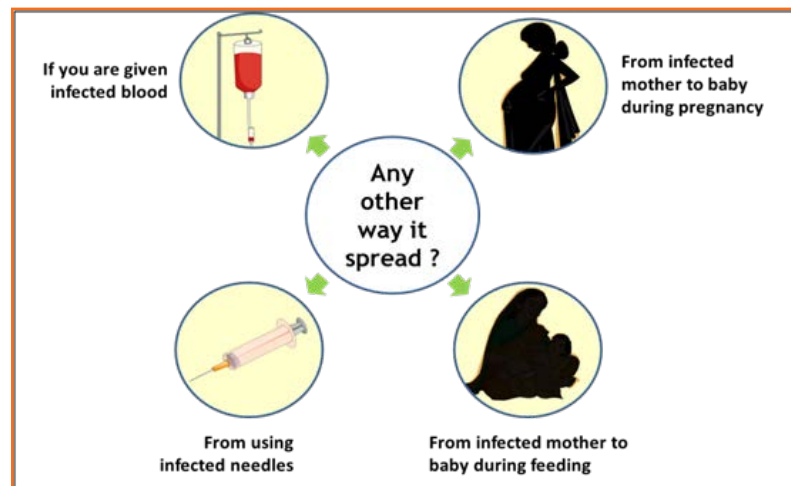 If you are given
infected blood
From infected
mother to baby
during pregnancy
Any
other
way it
spread ?
From using
infected needles
From infected mother to
baby during feeding